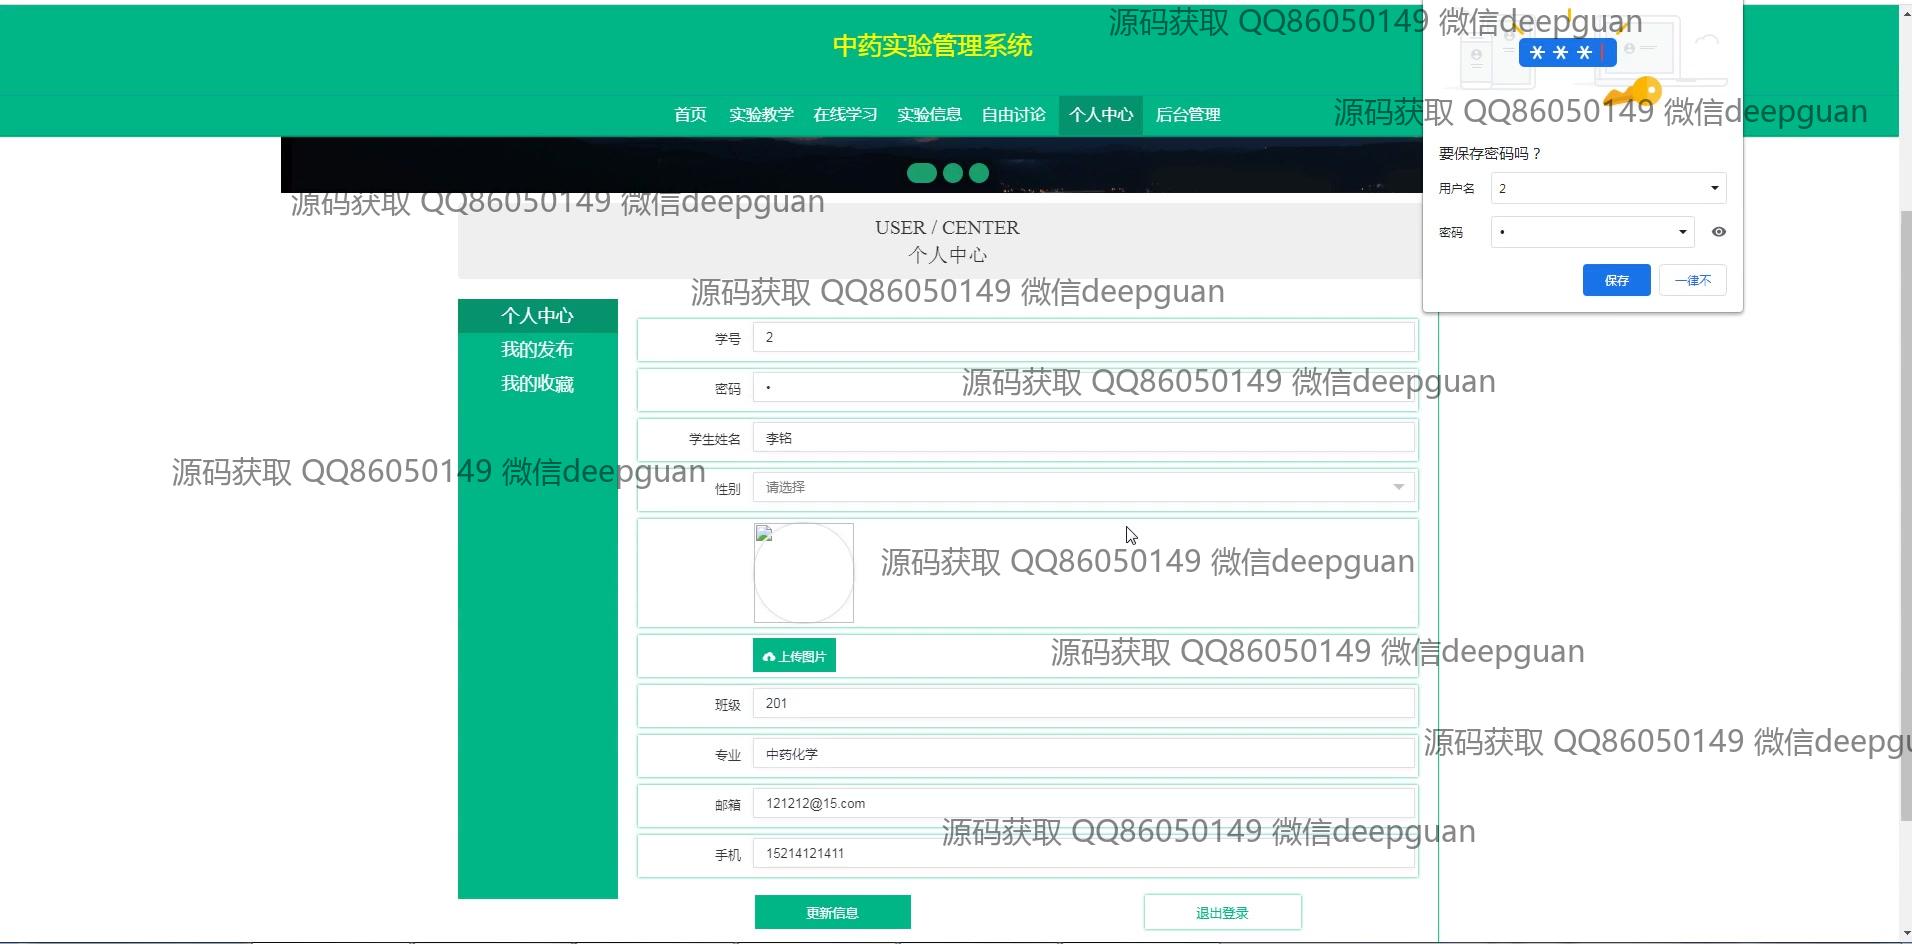 源码获取 QQ86050149 微信deepguan
中药实验管理系统
***
首页 实验教学 在线学习 实验信息 自由讨论 个人中心 后台管理
源码获取 QQ86050149 微信deepguan
要保存密码吗？
用户名 2
密码 •
保存 一律不
源码获取 QQ86050149 微信deepguan
USER / CENTER
个人中心
源码获取 QQ86050149 微信deepguan
个人中心
我的发布
我的收藏
学号 2
密码 •
源码获取 QQ86050149 微信deepguan
学生姓名 李铭
源码获取 QQ86050149 微信deepguan
性别 请选择
源码获取 QQ86050149 微信deepguan
上传图片
源码获取 QQ86050149 微信deepguan
班级 201
源码获取 QQ86050149 微信deepgu
专业 中药化学
邮箱 121212@15.com
源码获取 QQ86050149 微信deepguan
手机 15214121411
更新信息 退出登录